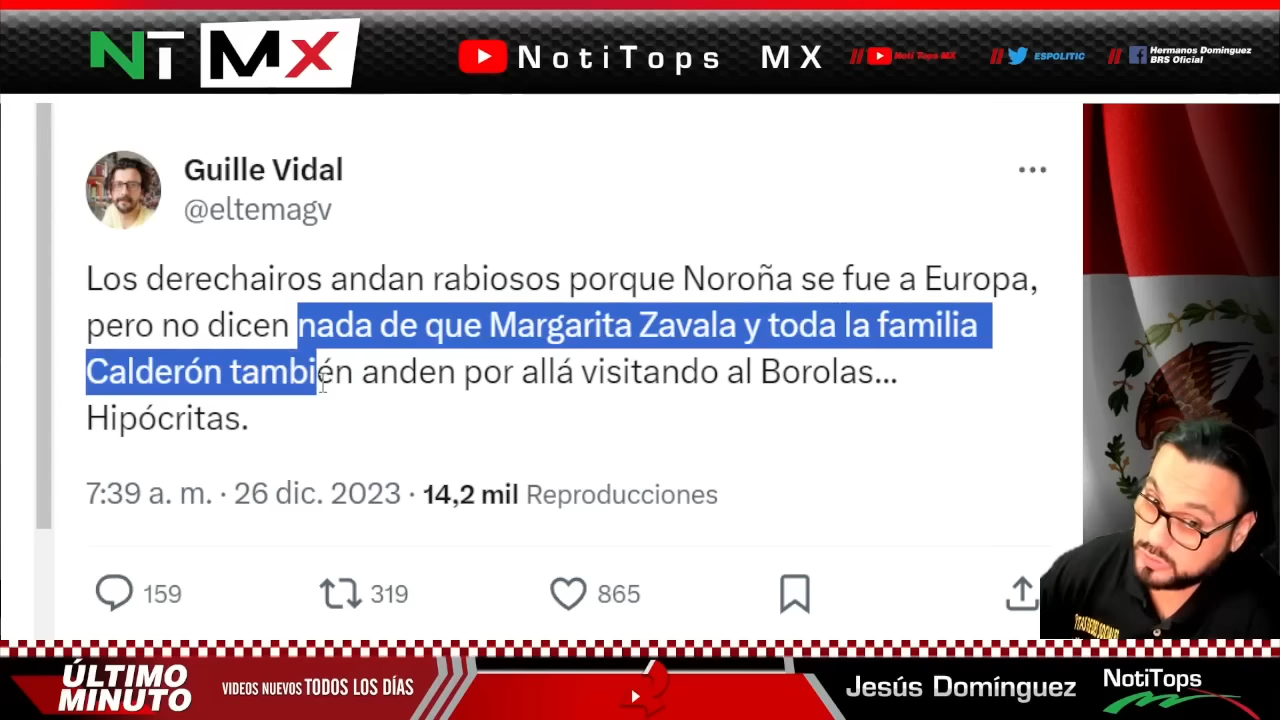 NT MX
NotiTops MX
Noti Tops MX
ESPOLITIC
Hermanos Dominguez
BRS Oficial
Guille Vidal
@eltemagv
Los derechairos andan rabiosos porque Noroña se fue a Europa,
pero no dicen nada de que Margarita Zavala y toda la familia
Calderón también anden por allá visitando al Borolas...
Hipócritas.
7:39 a. m. · 26 dic. 2023 · 14,2 mil Reproducciones
159
319
865
ÚLTIMO
MINUTO
VIDEOS NUEVOS TODOS LOS DÍAS
Jesús Domínguez
NotiTops